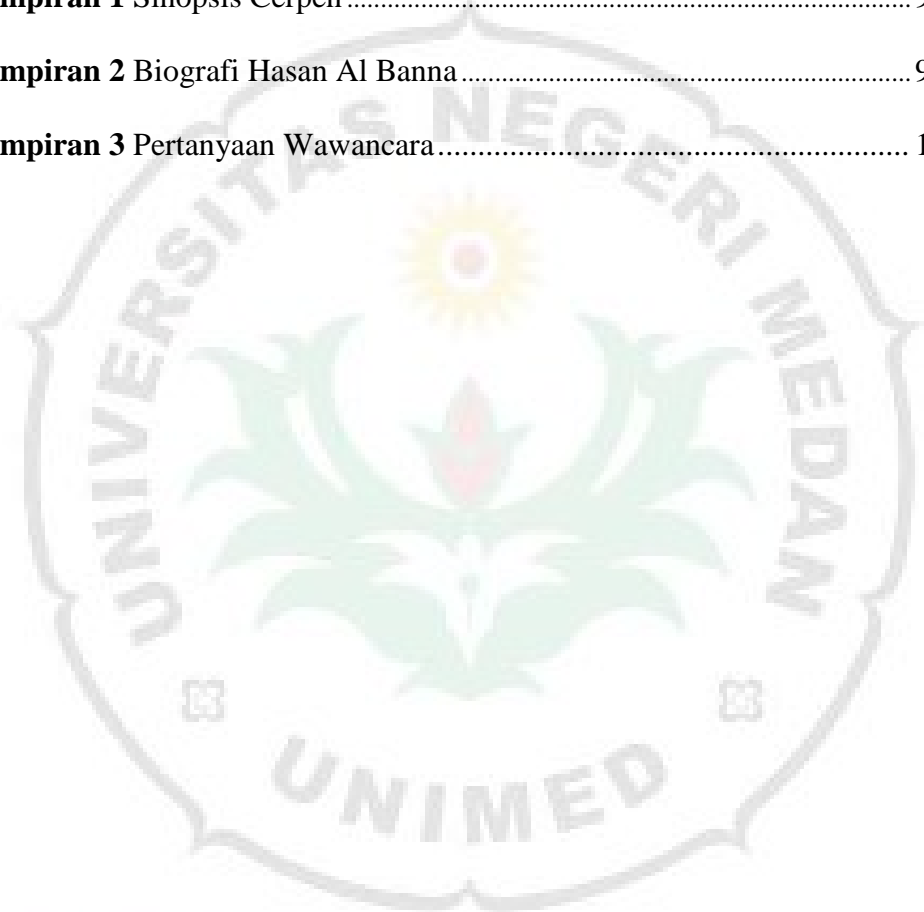 mpiran 1 Sinopsis Cerpen
mpiran 2 Biografi Hasan Al Banna ........ 9
mpiran 3 Pertanyaan Wawancara ........ 1
UNIVERSITAS NEGERI MEDAN
UNIMED